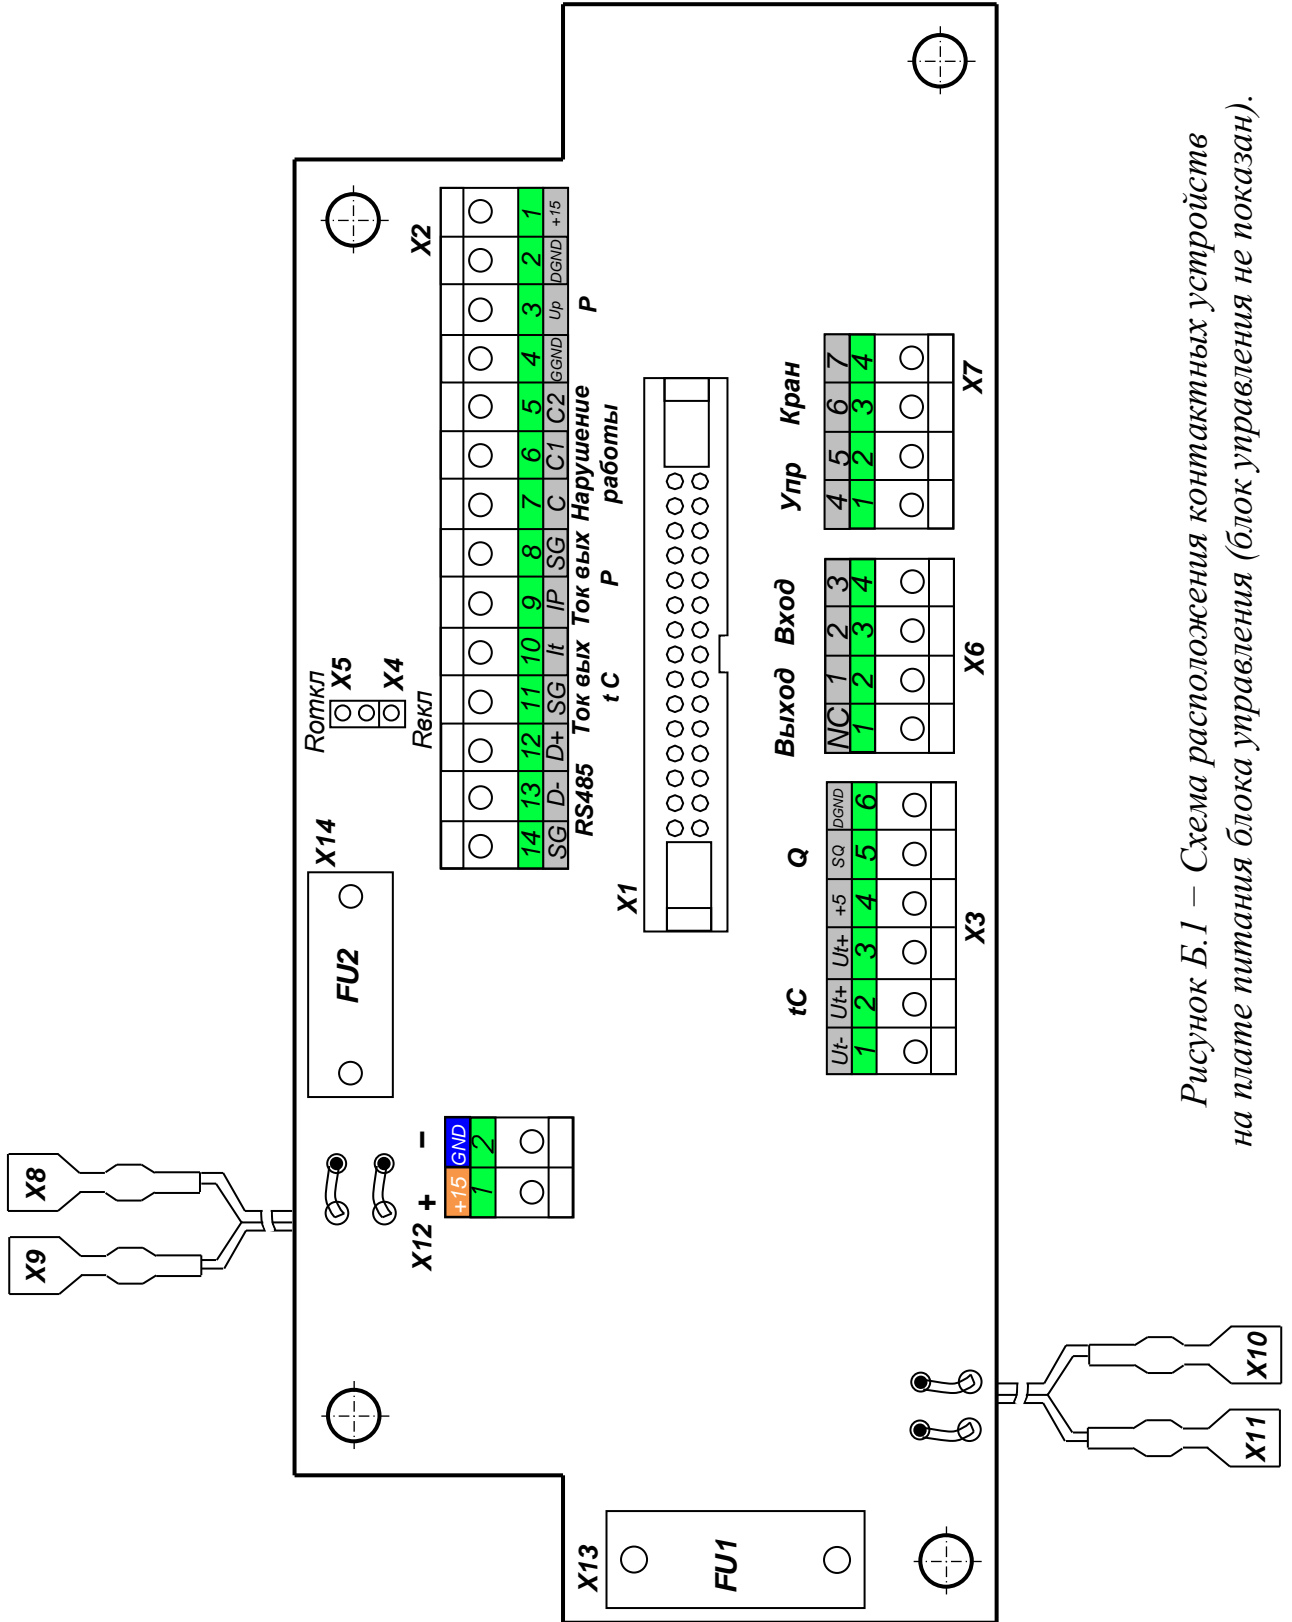 X8
X9
X14
FU2
Rоткл
X5
X4
Rвкл
X2
14 13 12 11 10 9 8 7 6 5 4 3 2 1
SG D- D+ SG It IP SG C C1 C2 GGND Up DGND +15
RS485 Ток вых Ток вых Нарушение P
t C P работы
X12 + –
+15 GND
1 2
X1
tC Q Выход Вход Упр Кран
Ut- Ut+ Ut+ +5 SQ DGND
1 2 3 4 5 6
X3
NC 1 2 3
1 2 3 4
X6
4 5 6 7
1 2 3 4
X7
X13
FU1
X11
X10
Рисунок Б.1 – Схема расположения контактных устройств
на плате питания блока управления (блок управления не показан).